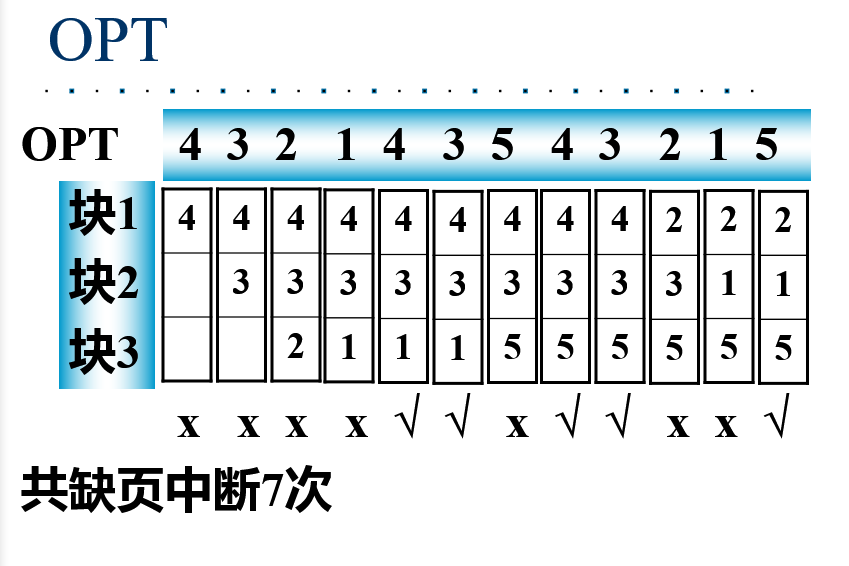 OPT
OPT 4 3 2 1 4 3 5 4 3 2 1 5
块1 4 4 4 4 4 4 4 4 4 2 2 2
块2 3 3 3 3 3 3 3 3 3 1 1
块3 2 1 1 1 5 5 5 5 5 5
x x x x √ √ x √ √ x x √
共缺页中断7次